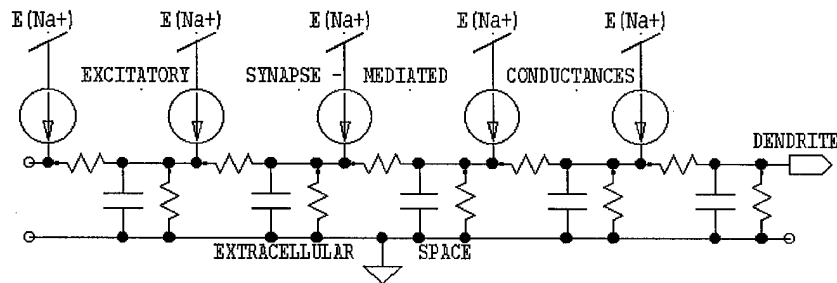 E(Na+) E(Na+) E(Na+) E(Na+) E(Na+)
EXCITATORY SYNAPSE - MEDIATED CONDUCTANCES
DENDRITE
EXTRACELLULAR SPACE